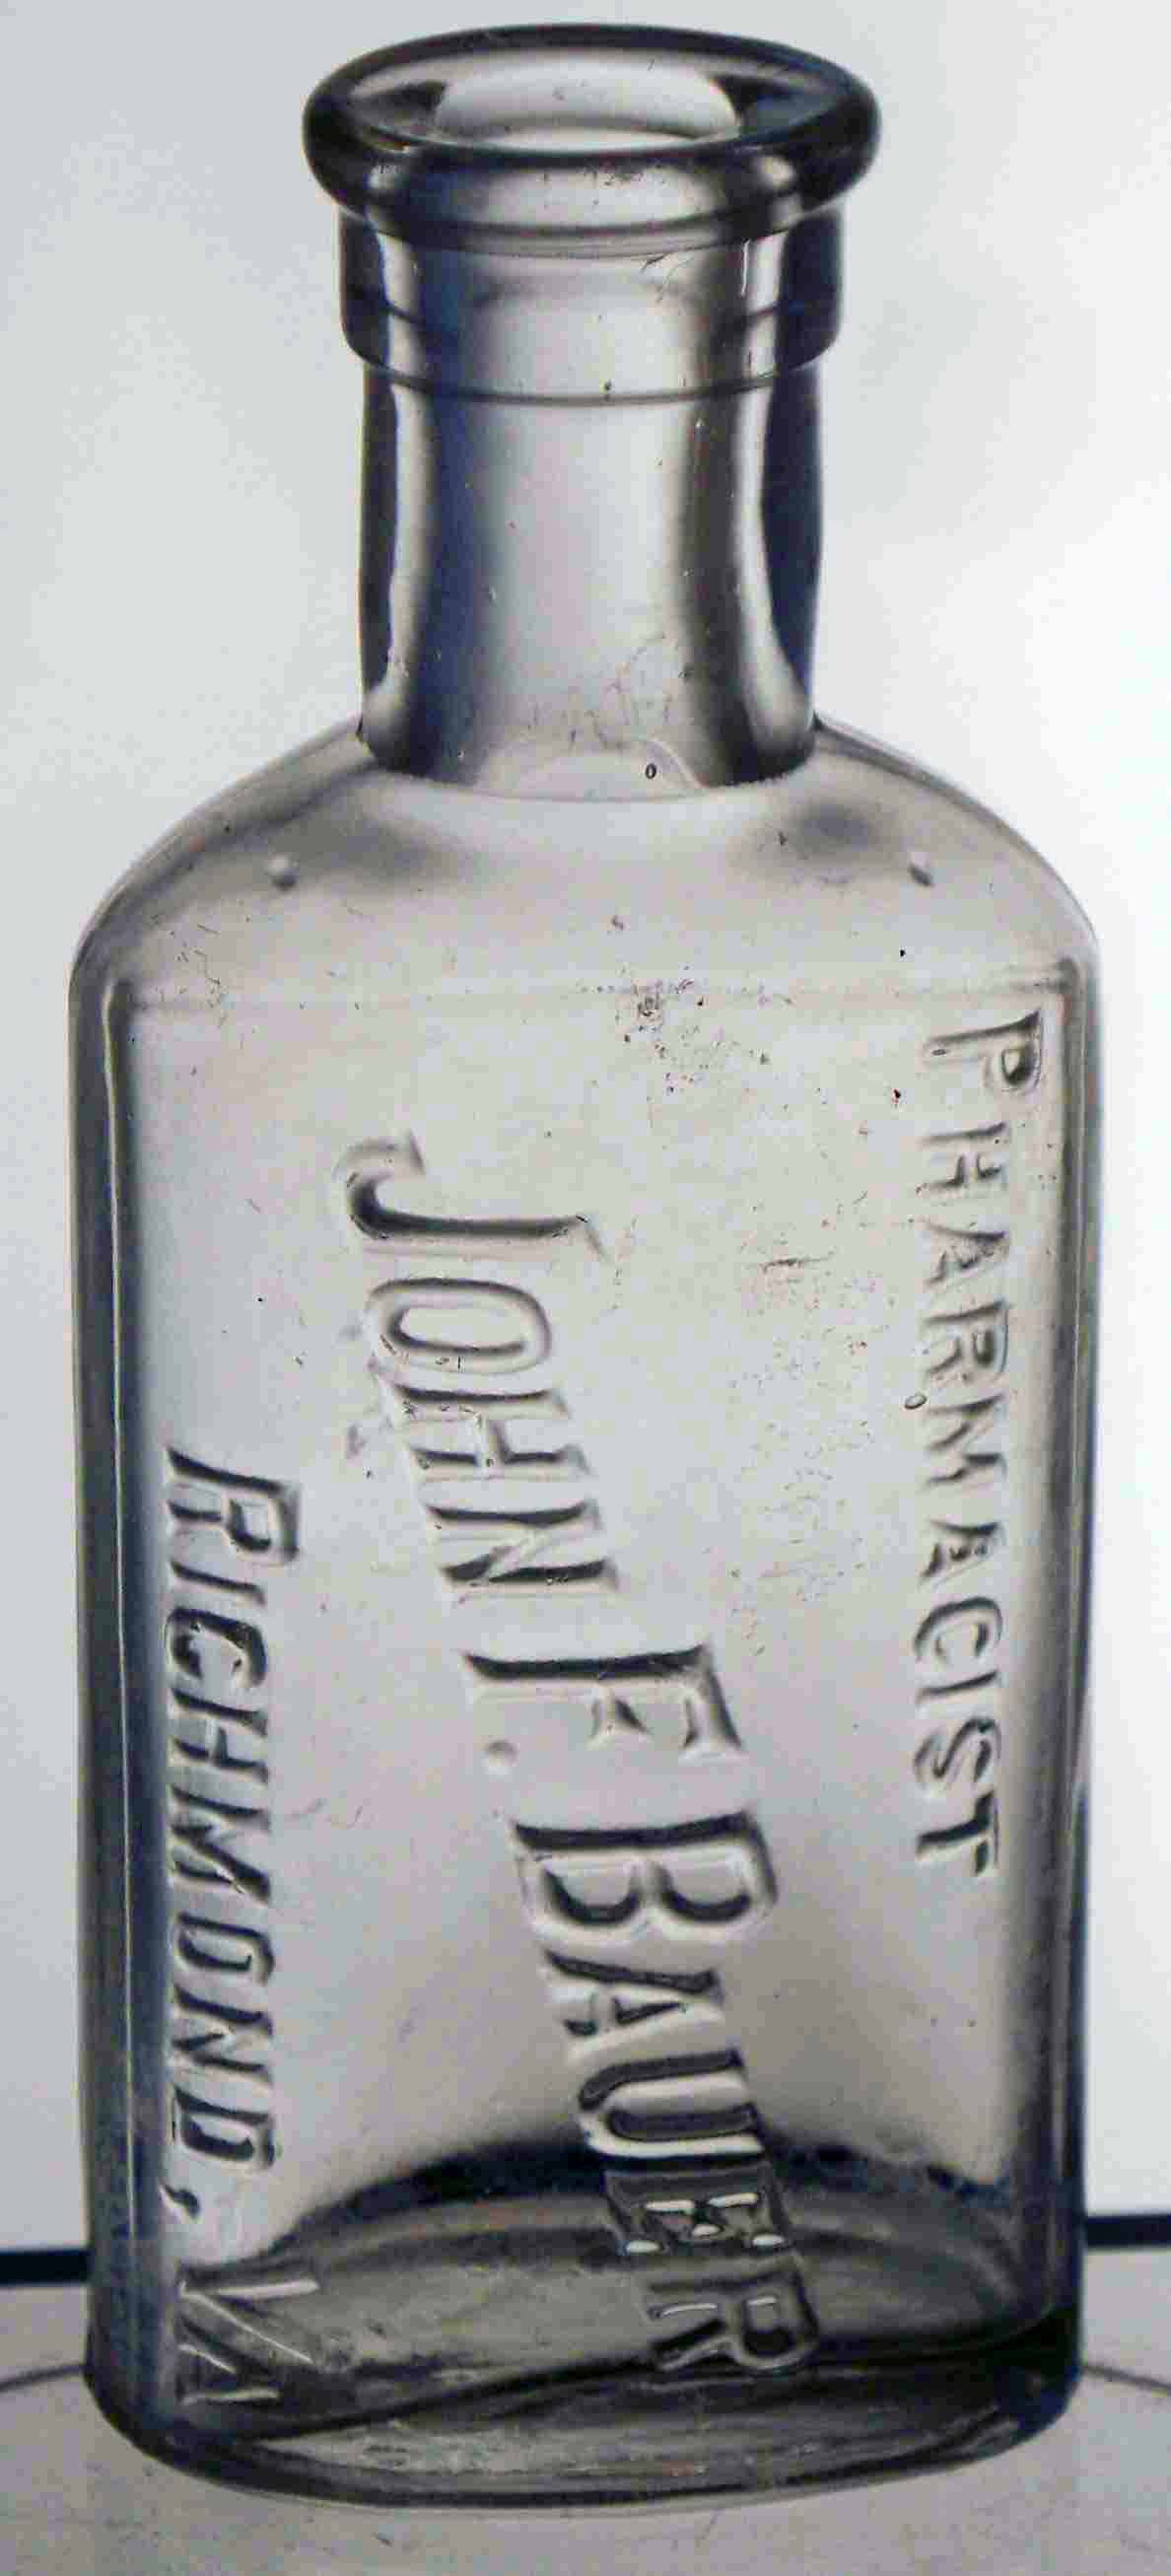 PHARMACIST
JOHN F. BAUER
RICHMOND, VA